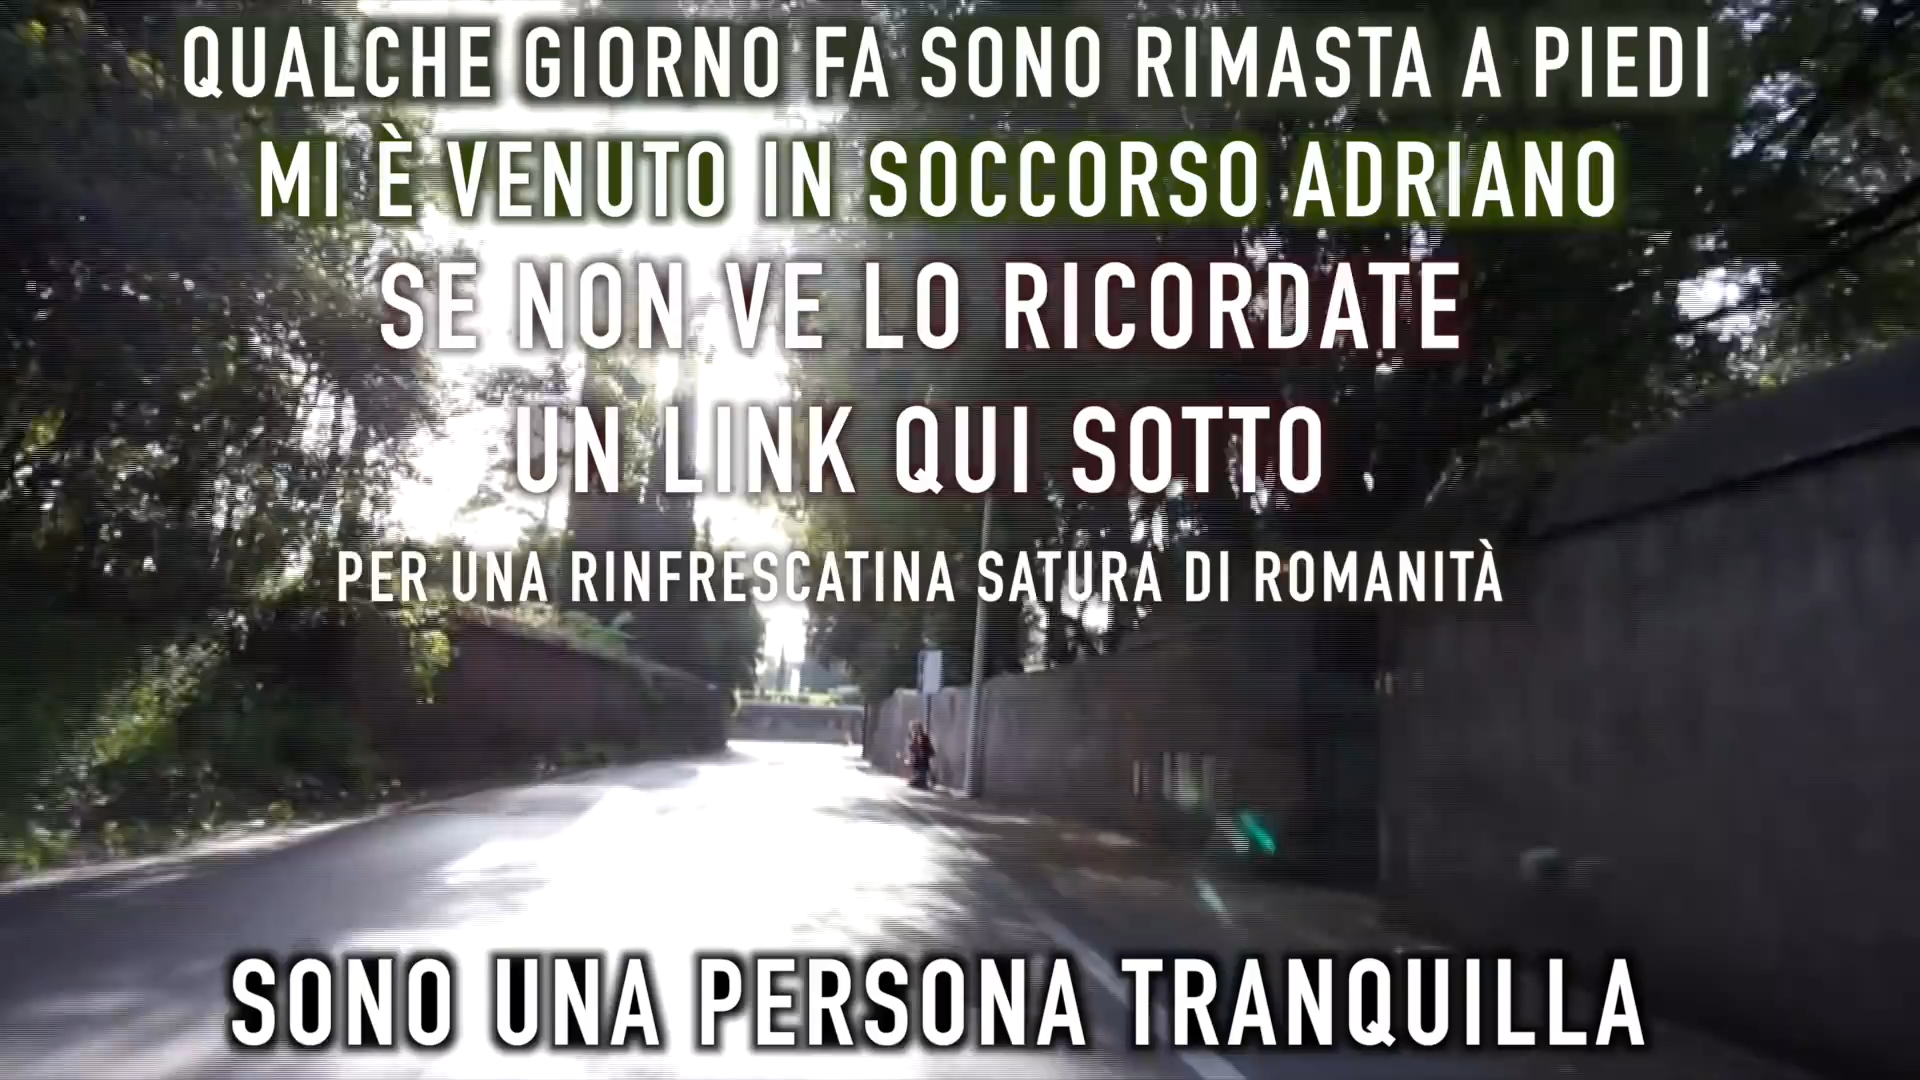 QUALCHE GIORNO FA SONO RIMASTA A PIEDI
MI È VENUTO IN SOCCORSO ADRIANO
SE NON VE LO RICORDATE
UN LINK QUI SOTTO
PER UNA RINFRESCATINA SATURA DI ROMANITÀ
SONO UNA PERSONA TRANQUILLA